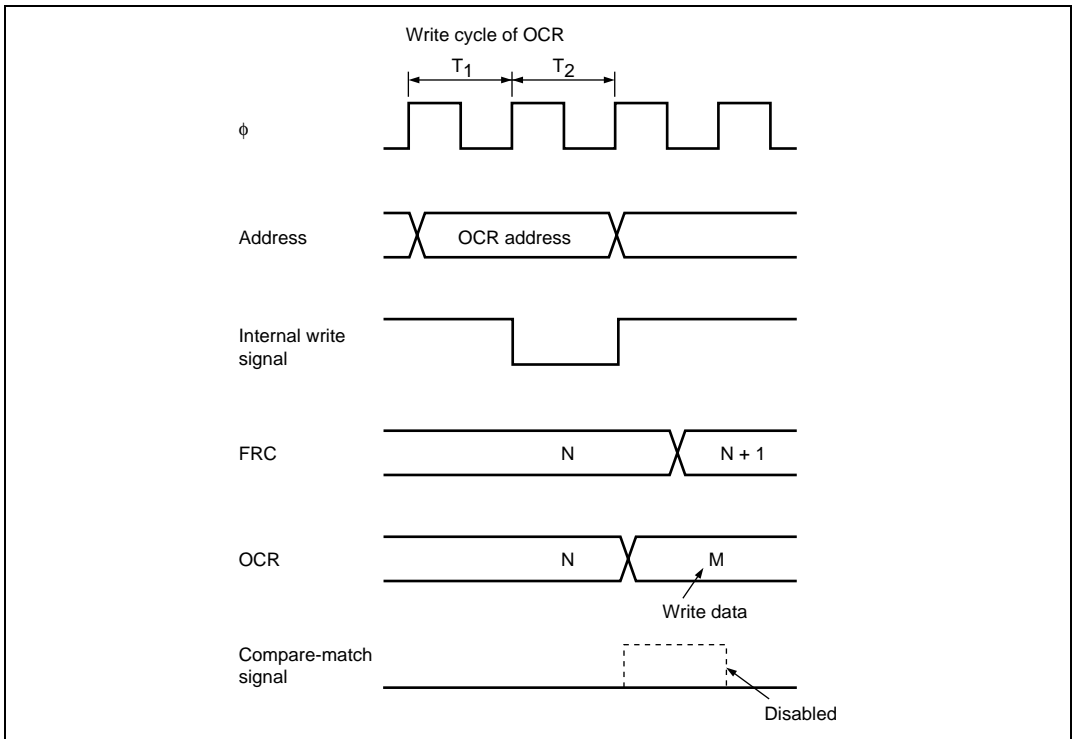 Write cycle of OCR
T1 T2
φ
Address
OCR address
Internal write
signal
FRC
N
N + 1
OCR
N
M
Write data
Compare-match
signal
Disabled